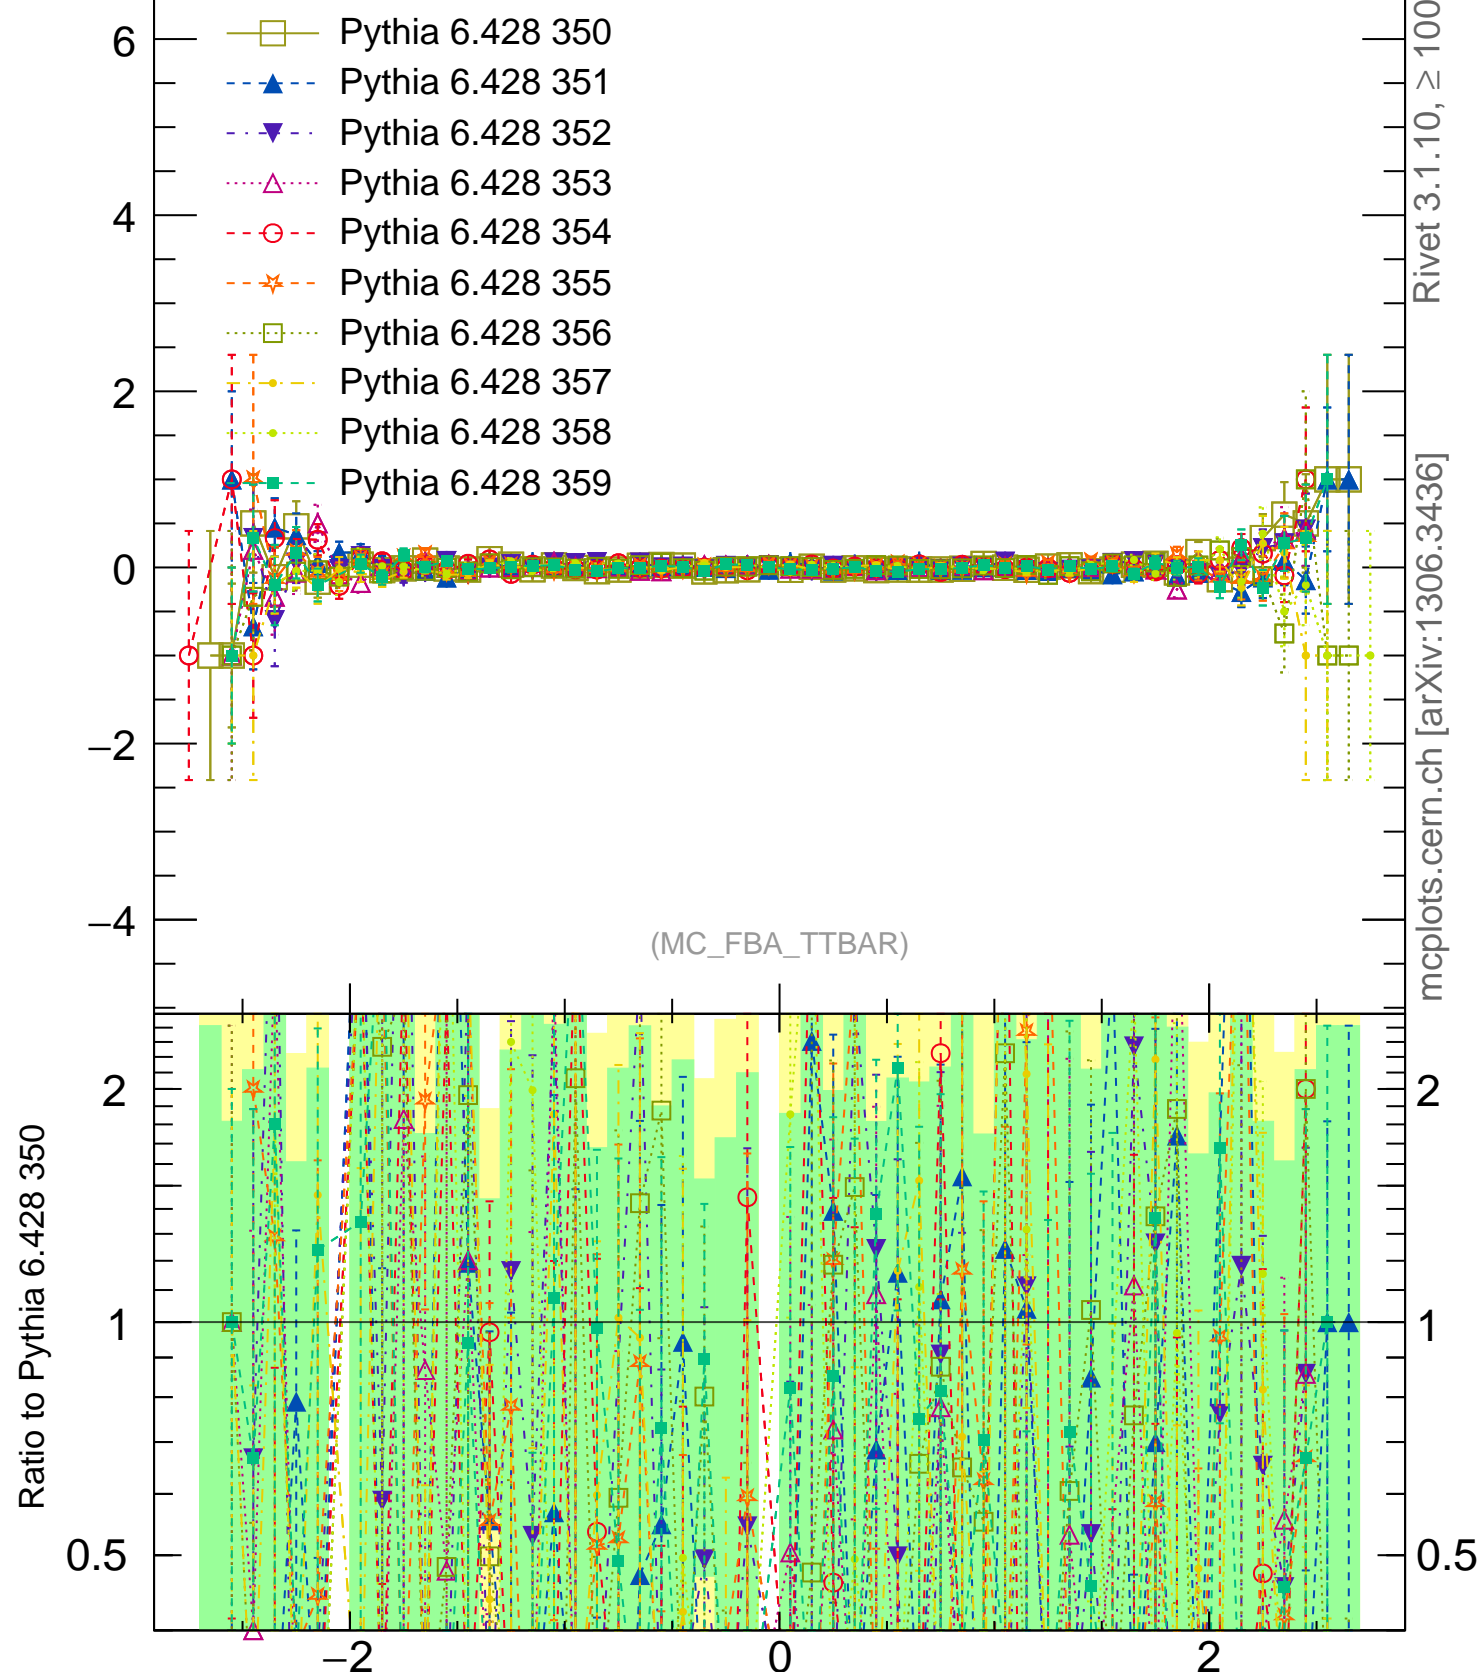 6
4
2
0
−2
−4
Pythia 6.428 350
Pythia 6.428 351
Pythia 6.428 352
Pythia 6.428 353
Pythia 6.428 354
Pythia 6.428 355
Pythia 6.428 356
Pythia 6.428 357
Pythia 6.428 358
Pythia 6.428 359
(MC_FBA_TTBAR)
Rivet 3.1.10, ≥ 100
mcplots.cern.ch [arXiv:1306.3436]
Ratio to Pythia 6.428 350
2
1
0.5
2
1
0.5
−2
0
2